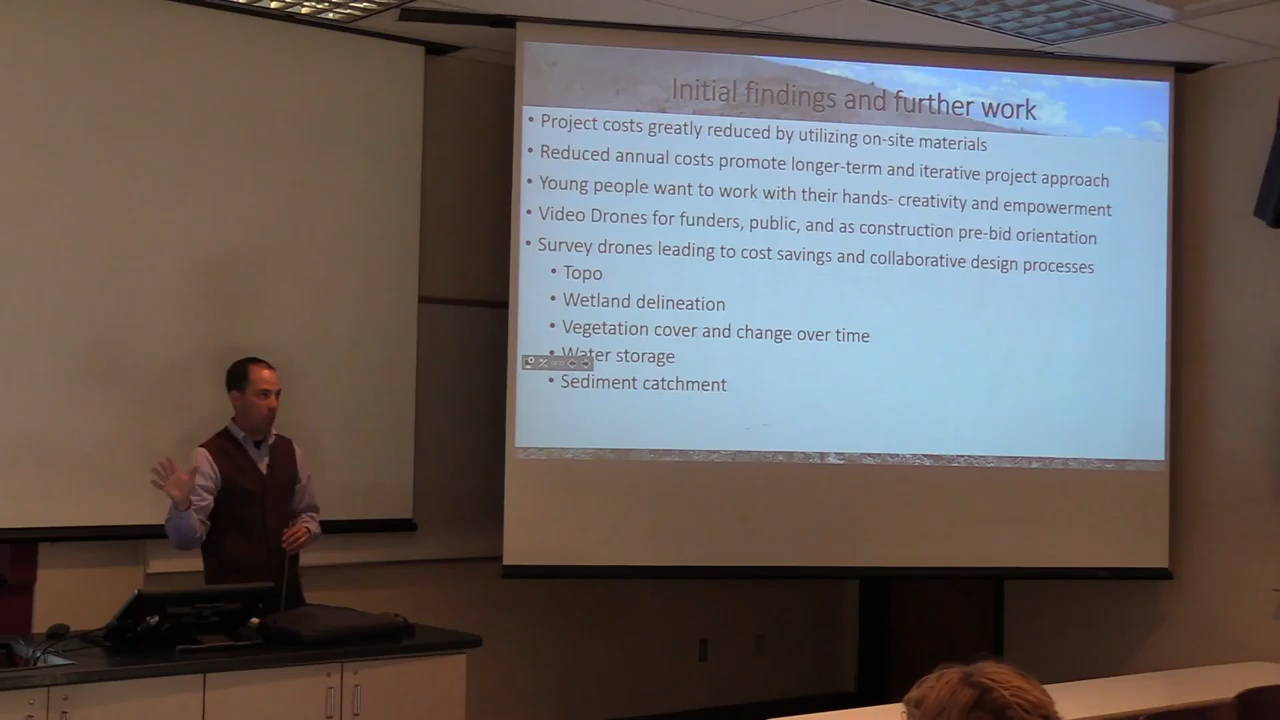 Initial findings and further work
• Project costs greatly reduced by utilizing on-site materials
• Reduced annual costs promote longer-term and iterative project approach
• Young people want to work with their hands- creativity and empowerment
• Video Drones for funders, public, and as construction pre-bid orientation
• Survey drones leading to cost savings and collaborative design processes
• Topo
• Wetland delineation
• Vegetation cover and change over time
• Water storage
• Sediment catchment